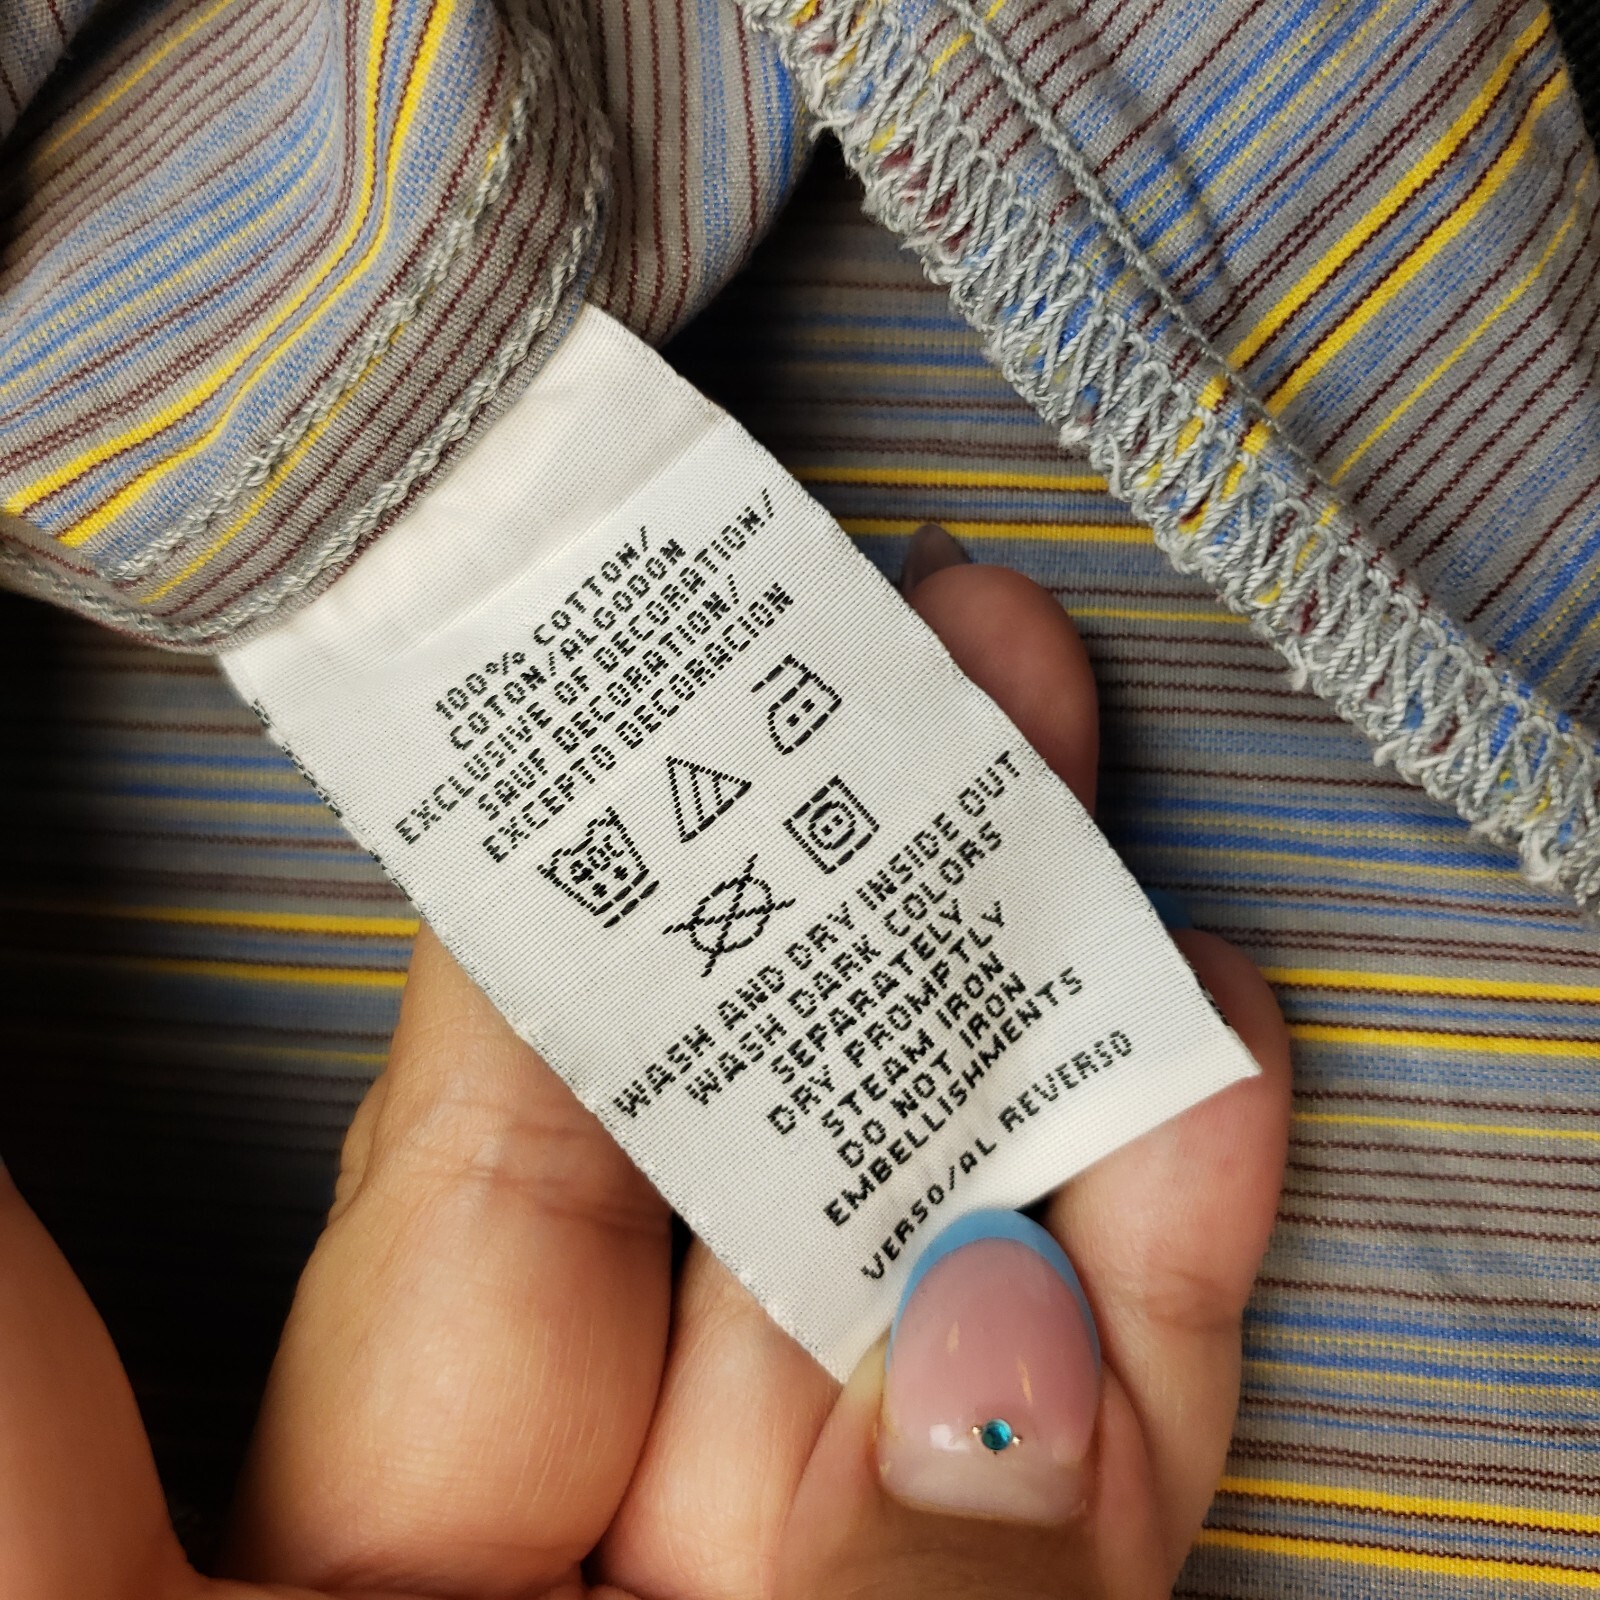 100% COTTON/
COTON/ALGODON
EXCLUSIVE OF DECORATION/
SAUF DECORATION/
EXCEPTO DECORACION
30C
WASH AND DRY INSIDE OUT
WASH DARK COLORS
SEPARATELY
DRY PROMPTLY
STEAM IRON
DO NOT IRON
EMBELLISHMENTS
VERSO/AL REVERSO